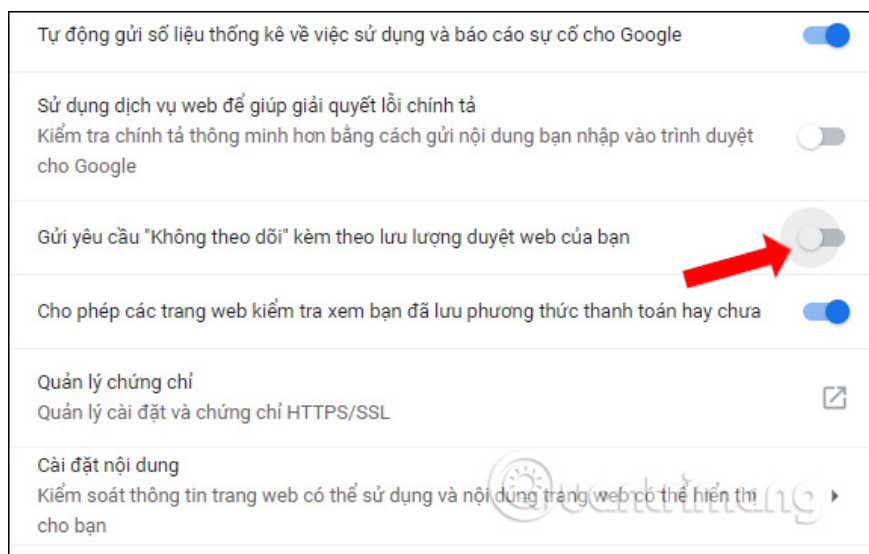 Tự động gửi số liệu thống kê về việc sử dụng và báo cáo sự cố cho Google
Sử dụng dịch vụ web để giúp giải quyết lỗi chính tả
Kiểm tra chính tả thông minh hơn bằng cách gửi nội dung bạn nhập vào trình duyệt
cho Google
Gửi yêu cầu "Không theo dõi" kèm theo lưu lượng duyệt web của bạn
Cho phép các trang web kiểm tra xem bạn đã lưu phương thức thanh toán hay chưa
Quản lý chứng chỉ
Quản lý cài đặt và chứng chỉ HTTPS/SSL
Cài đặt nội dung
Kiểm soát thông tin trang web có thể sử dụng và nội dung trang web có thể hiển thị
cho bạn
Quantrimang